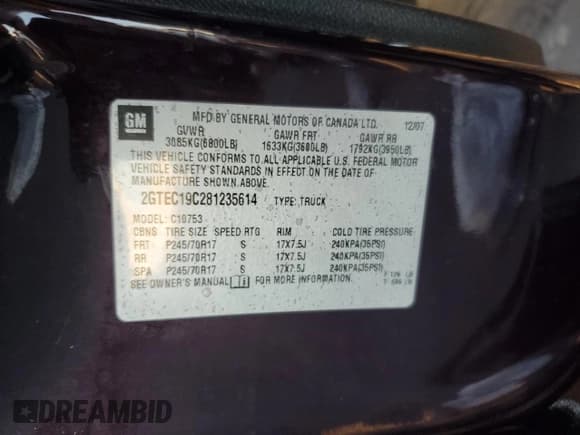 GM
MFD BY GENERAL MOTORS OF CANADA LTD. 12/07
GVWR GAWR FRT GAWR RR
3085KG(6800LB) 1633KG(3600LB) 1792KG(3950LB)
THIS VEHICLE CONFORMS TO ALL APPLICABLE U.S. FEDERAL MOTOR
VEHICLE SAFETY STANDARDS IN EFFECT ON THE DATE OF
MANUFACTURE SHOWN ABOVE.
2GTEC19C281235614 TYPE: TRUCK
MODEL: C10753
CBNS TIRE SIZE SPEED RTG RIM COLD TIRE PRESSURE
FRT P245/70R17 S 17X7.5J 240KPA(35PSI)
RR P245/70R17 S 17X7.5J 240KPA(35PSI)
SPA P245/70R17 S 17X7.5J 240KPA(35PSI)
SEE OWNER'S MANUAL i FOR MORE INFORMATION.
DREAMBID